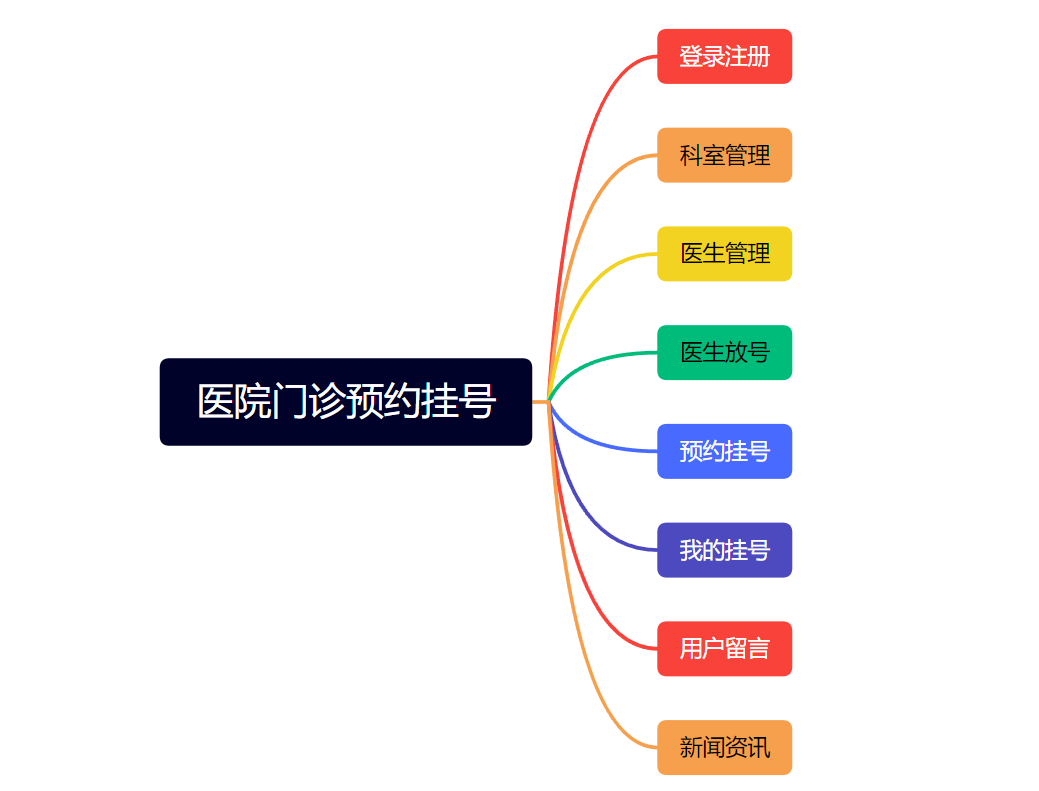 登录注册
科室管理
医生管理
医生放号
医院门诊预约挂号
预约挂号
我的挂号
用户留言
新闻资讯